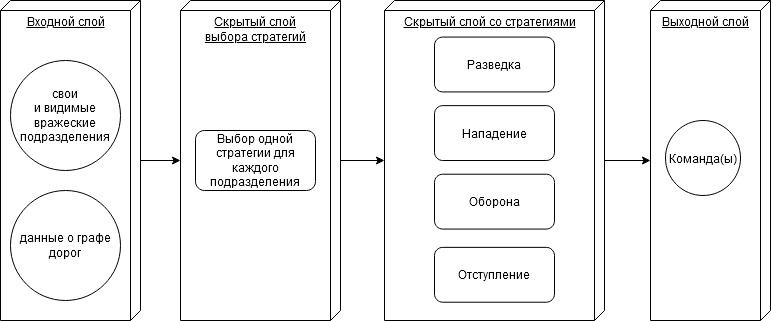 Входной слой
свои
и видимые
вражеские
подразделения
данные о графе
дорог
Скрытый слой
выбора стратегий
Выбор одной
стратегии для
каждого
подразделения
Скрытый слой со стратегиями
Разведка
Нападение
Оборона
Отступление
Выходной слой
Команда(ы)